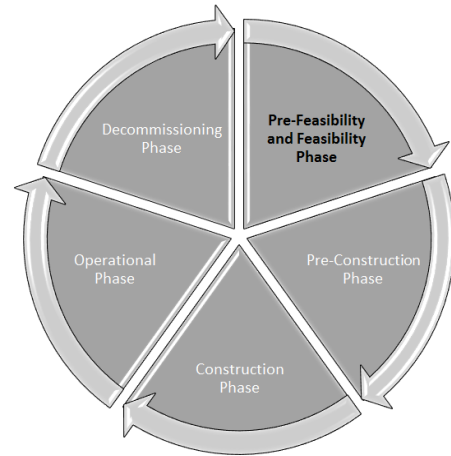 Pre-Feasibility
and Feasibility
Phase
Pre-Construction
Phase
Construction
Phase
Operational
Phase
Decommissioning
Phase